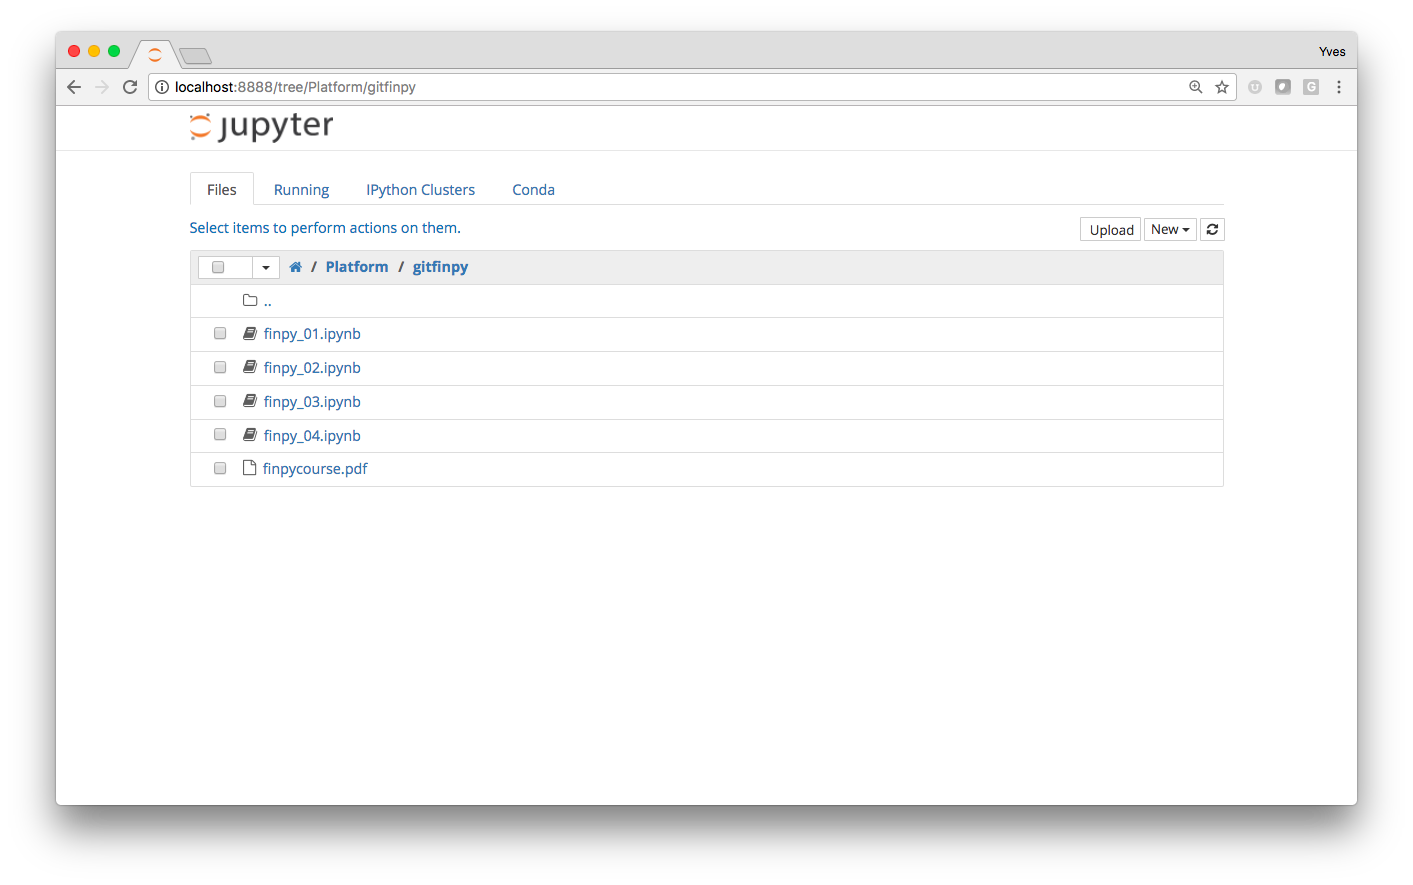 Yves
localhost:8888/tree/Platform/gitfinpy
jupyter
Files Running IPython Clusters Conda
Select items to perform actions on them.
Upload New
/ Platform / gitfinpy
..
finpy_01.ipynb
finpy_02.ipynb
finpy_03.ipynb
finpy_04.ipynb
finpycourse.pdf